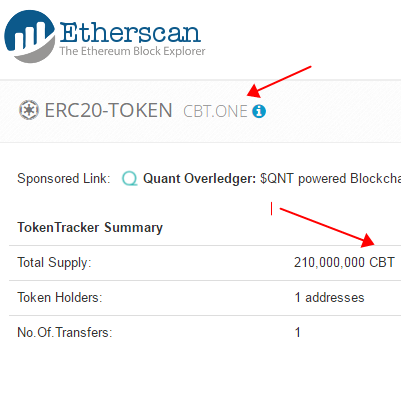 Etherscan
The Ethereum Block Explorer
ERC20-TOKEN CBT.ONE
Sponsored Link: Quant Overledger: $QNT powered Blockcha
TokenTracker Summary
Total Supply: 210,000,000 CBT
Token Holders: 1 addresses
No.Of.Transfers: 1